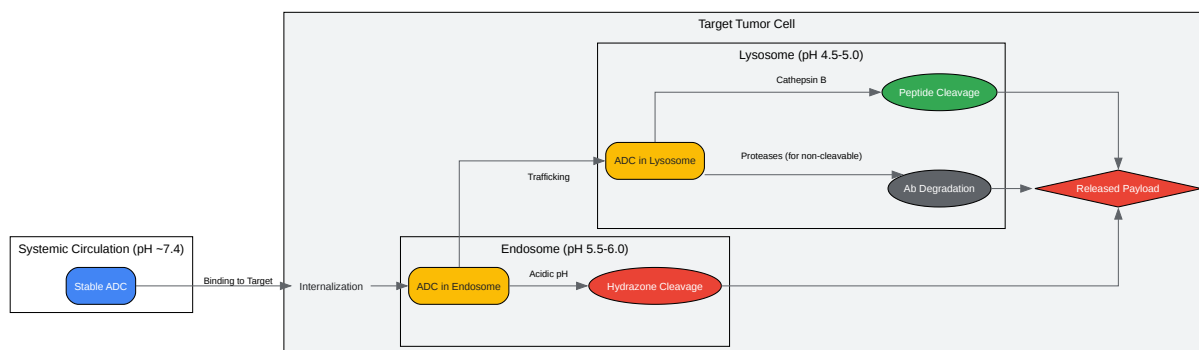 Target Tumor Cell
Lysosome (pH 4.5-5.0)
Cathepsin B
Peptide Cleavage
ADC in Lysosome
Proteases (for non-cleavable)
Ab Degradation
Released Payload
Trafficking
Systemic Circulation (pH ~7.4)
Stable ADC
Binding to Target
Internalization
Endosome (pH 5.5-6.0)
ADC in Endosome
Acidic pH
Hydrazone Cleavage